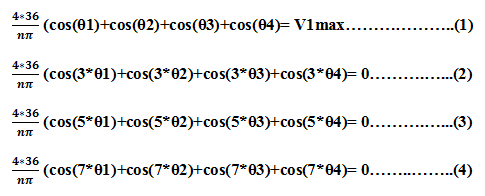 4*36/nπ (cos(θ1)+cos(θ2)+cos(θ3)+cos(θ4)= V1max…………………..(1)
4*36/nπ (cos(3*θ1)+cos(3*θ2)+cos(3*θ3)+cos(3*θ4)= 0……….…...(2)
4*36/nπ (cos(5*θ1)+cos(5*θ2)+cos(5*θ3)+cos(5*θ4)= 0……….…...(3)
4*36/nπ (cos(7*θ1)+cos(7*θ2)+cos(7*θ3)+cos(7*θ4)= 0……..……...(4)